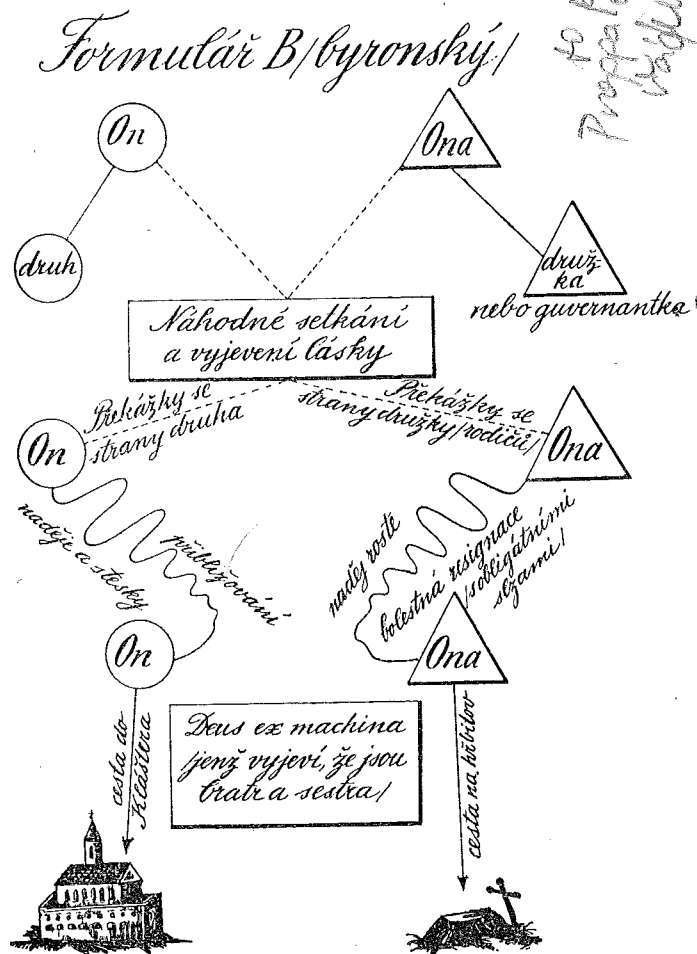 Formulář B/byronský/
to
On
Ona
druh
druž-
ka
nebo guvernantka
Náhodné setkání
a vyjevení lásky
Překážky se
strany druha
Překážky se
strany družky/rodičů/
On
Ona
naděje a stesky
přibližování
naděj roste
bolestná resignace
/s obligátními
slzami/
On
Ona
cesta do
kláštera
Deus ex machina
/jenž vyjeví, že jsou
bratr a sestra/
cesta na hřbitov